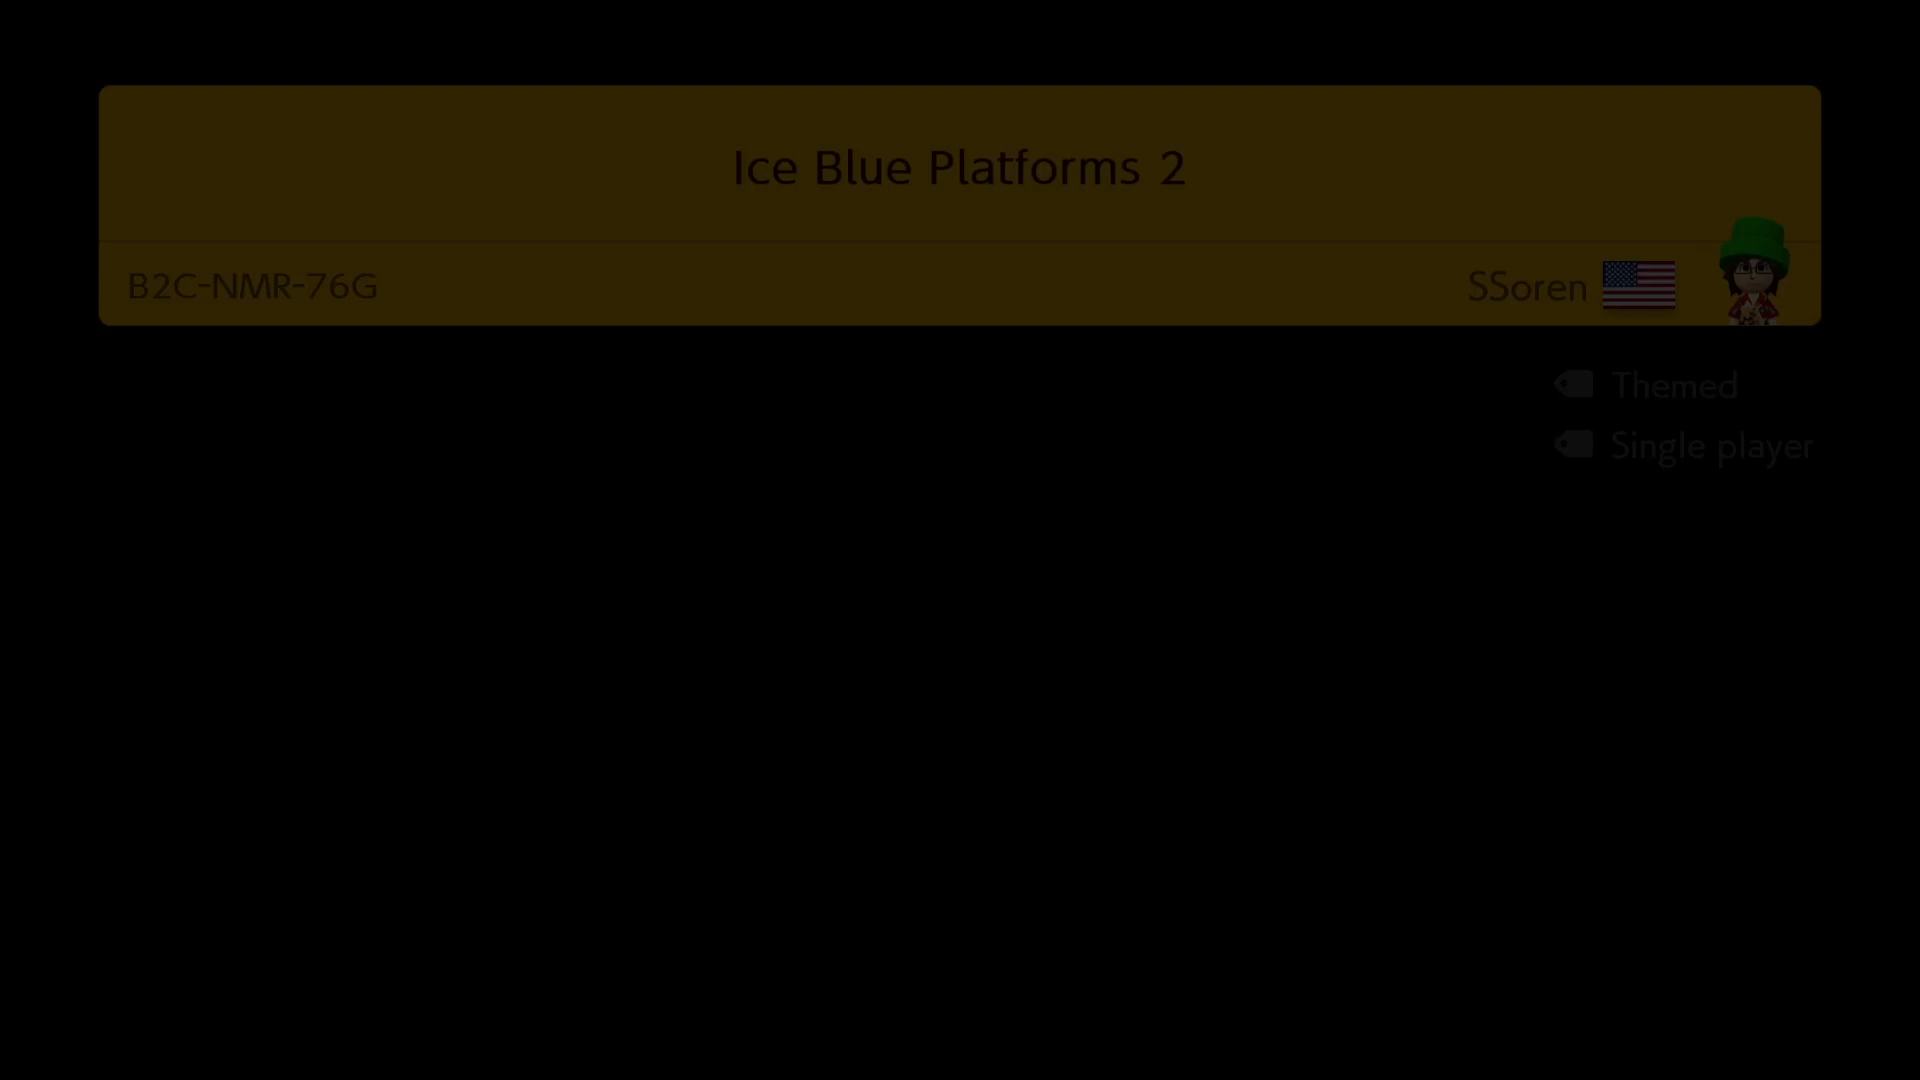 Ice Blue Platforms 2
B2C-NMR-76G
SSoren
Themed
Single player